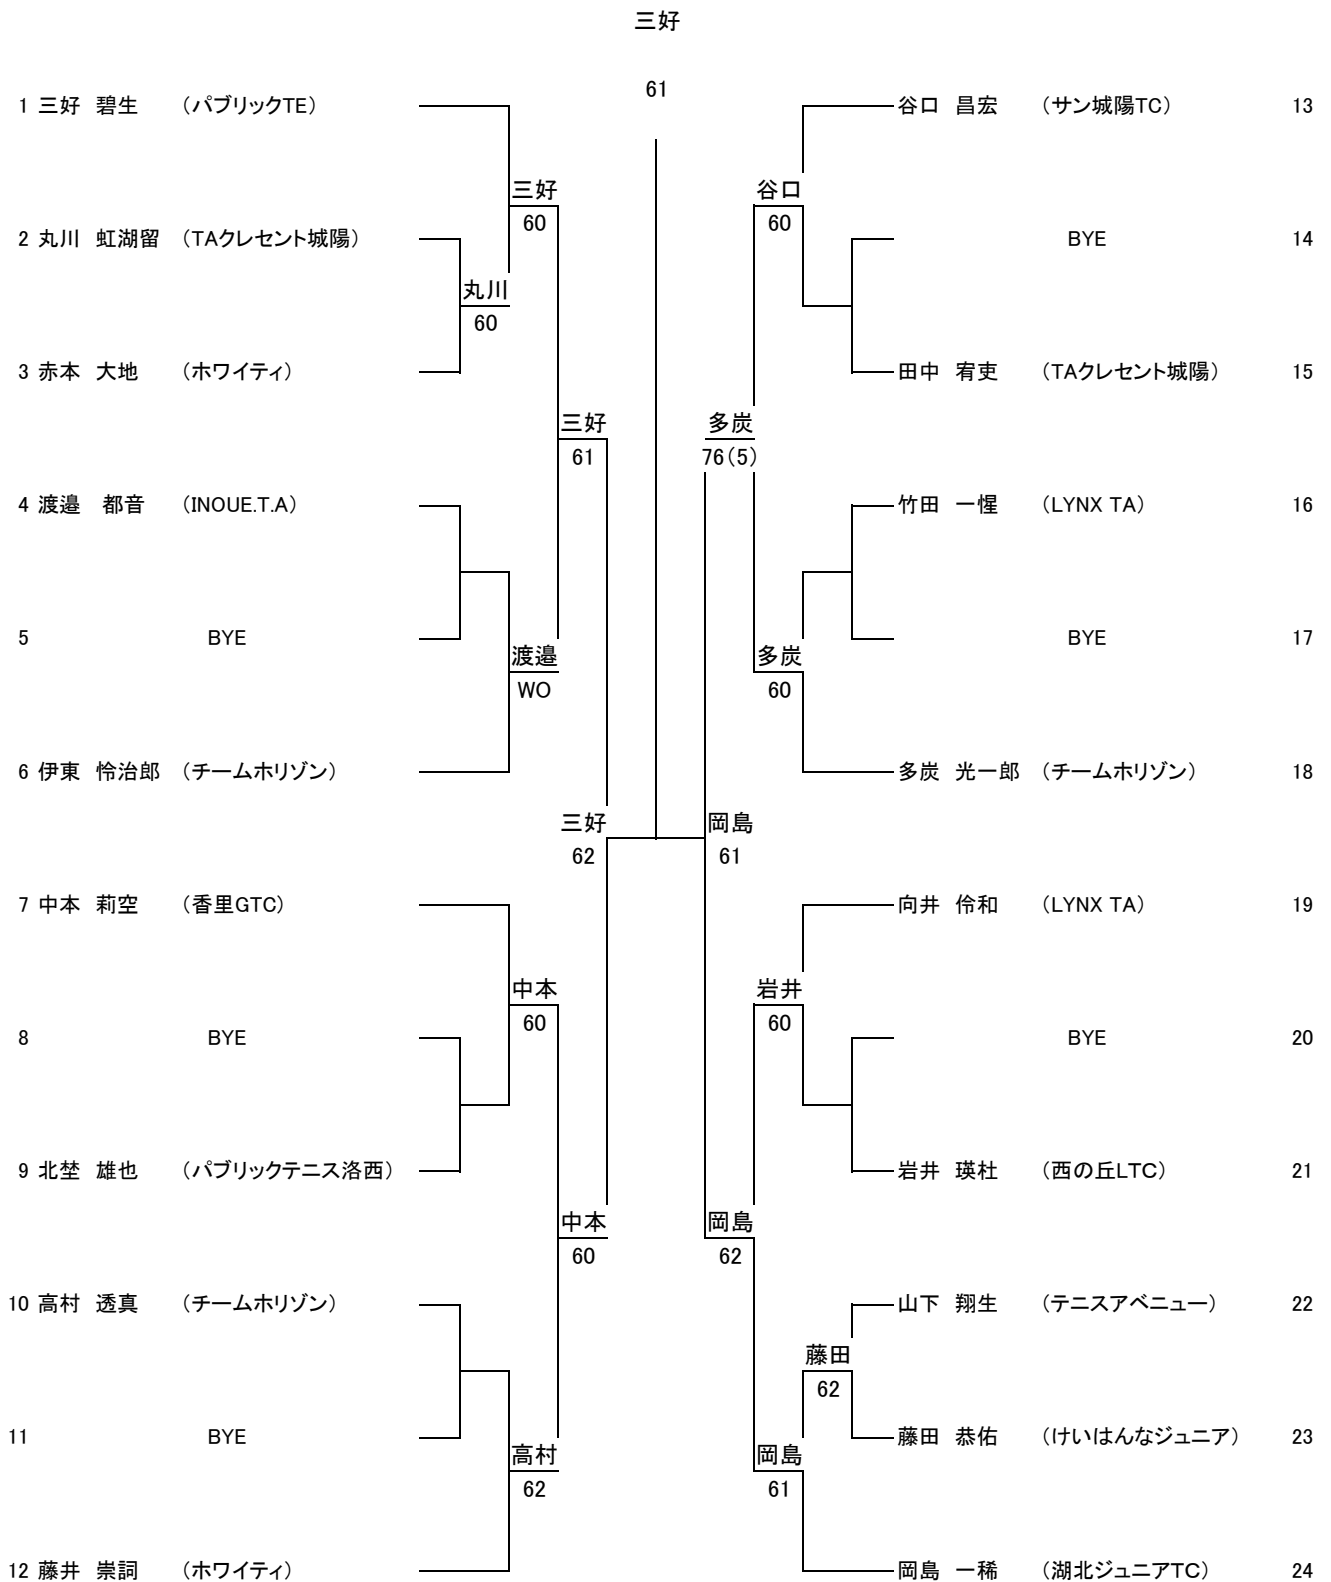 三好
61
1 三好 碧生 （パブリックTE）
谷口 昌宏 （サン城陽TC） 13
三好
60
谷口
60
2 丸川 虹湖留 （TAクレセント城陽）
BYE 14
丸川
60
3 赤本 大地 （ホワイティ）
田中 宥吏 （TAクレセント城陽） 15
三好
61
多炭
76(5)
4 渡邉 都音 （INOUE.T.A）
竹田 一惺 （LYNX TA） 16
5 BYE
BYE 17
渡邉
WO
多炭
60
6 伊東 怜治郎 （チームホリゾン）
多炭 光一郎 （チームホリゾン） 18
三好
62
岡島
61
7 中本 莉空 （香里GTC）
向井 伶和 （LYNX TA） 19
中本
60
岩井
60
8 BYE
BYE 20
9 北埜 雄也 （パブリックテニス洛西）
岩井 瑛杜 （西の丘LTC） 21
中本
60
岡島
62
10 高村 透真 （チームホリゾン）
山下 翔生 （テニスアベニュー） 22
藤田
62
11 BYE
藤田 恭佑 （けいはんなジュニア） 23
高村
62
岡島
61
12 藤井 崇詞 （ホワイティ）
岡島 一稀 （湖北ジュニアTC） 24